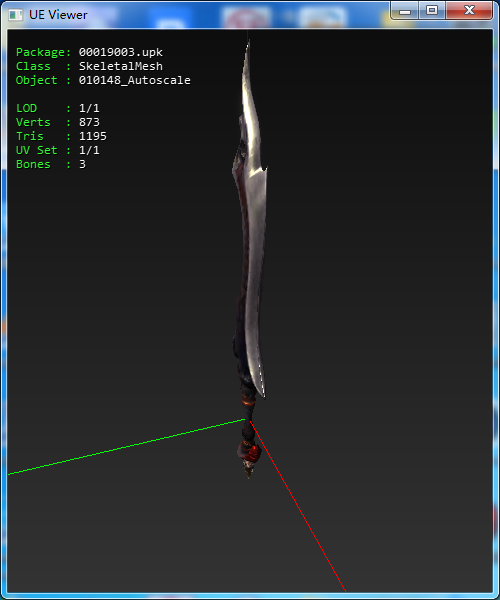 UE Viewer
Package: 00019003.upk
Class : SkeletalMesh
Object : 010148_Autoscale
LOD : 1/1
Verts : 873
Tris : 1195
UV Set : 1/1
Bones : 3